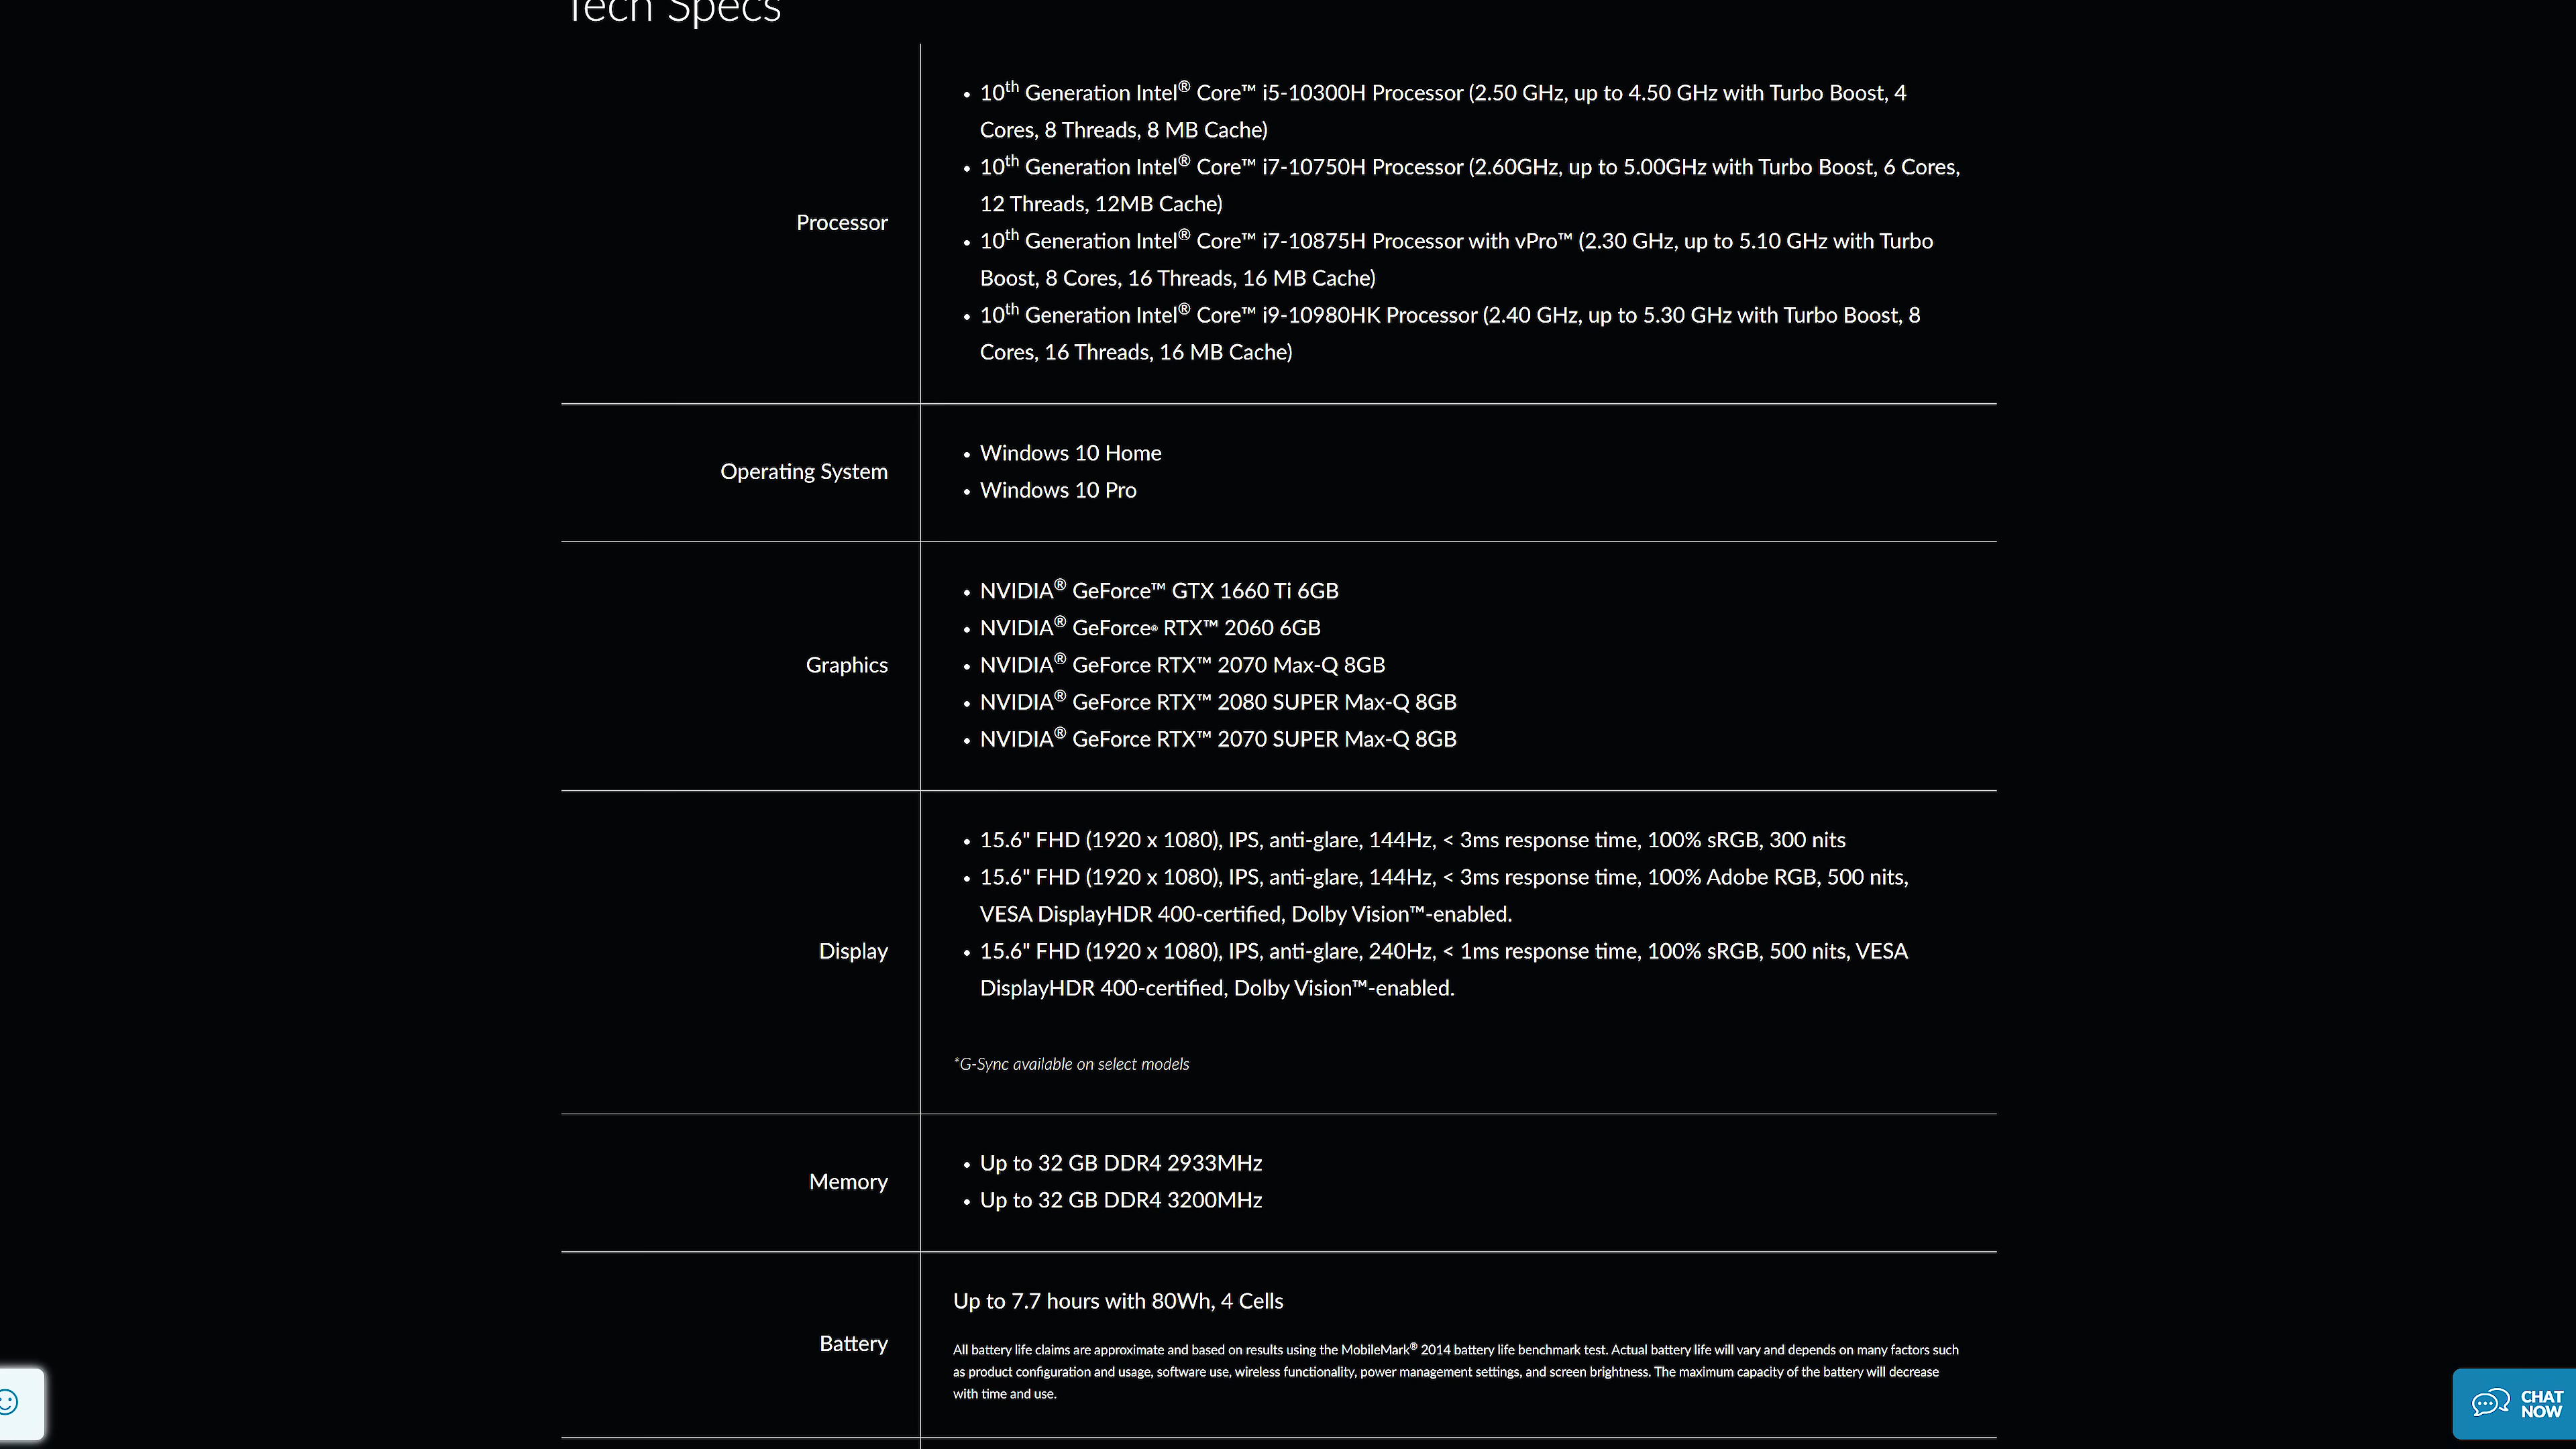 Tech Specs
Processor
• 10th Generation Intel® Core™ i5-10300H Processor (2.50 GHz, up to 4.50 GHz with Turbo Boost, 4
Cores, 8 Threads, 8 MB Cache)
• 10th Generation Intel® Core™ i7-10750H Processor (2.60GHz, up to 5.00GHz with Turbo Boost, 6 Cores,
12 Threads, 12MB Cache)
• 10th Generation Intel® Core™ i7-10875H Processor with vPro™ (2.30 GHz, up to 5.10 GHz with Turbo
Boost, 8 Cores, 16 Threads, 16 MB Cache)
• 10th Generation Intel® Core™ i9-10980HK Processor (2.40 GHz, up to 5.30 GHz with Turbo Boost, 8
Cores, 16 Threads, 16 MB Cache)
Operating System
• Windows 10 Home
• Windows 10 Pro
Graphics
• NVIDIA® GeForce™ GTX 1660 Ti 6GB
• NVIDIA® GeForce® RTX™ 2060 6GB
• NVIDIA® GeForce RTX™ 2070 Max-Q 8GB
• NVIDIA® GeForce RTX™ 2080 SUPER Max-Q 8GB
• NVIDIA® GeForce RTX™ 2070 SUPER Max-Q 8GB
Display
• 15.6" FHD (1920 x 1080), IPS, anti-glare, 144Hz, < 3ms response time, 100% sRGB, 300 nits
• 15.6" FHD (1920 x 1080), IPS, anti-glare, 144Hz, < 3ms response time, 100% Adobe RGB, 500 nits,
VESA DisplayHDR 400-certified, Dolby Vision™-enabled.
• 15.6" FHD (1920 x 1080), IPS, anti-glare, 240Hz, < 1ms response time, 100% sRGB, 500 nits, VESA
DisplayHDR 400-certified, Dolby Vision™-enabled.
*G-Sync available on select models
Memory
• Up to 32 GB DDR4 2933MHz
• Up to 32 GB DDR4 3200MHz
Battery
Up to 7.7 hours with 80Wh, 4 Cells
All battery life claims are approximate and based on results using the MobileMark® 2014 battery life benchmark test. Actual battery life will vary and depends on many factors such
as product configuration and usage, software use, wireless functionality, power management settings, and screen brightness. The maximum capacity of the battery will decrease
with time and use.
CHAT
NOW